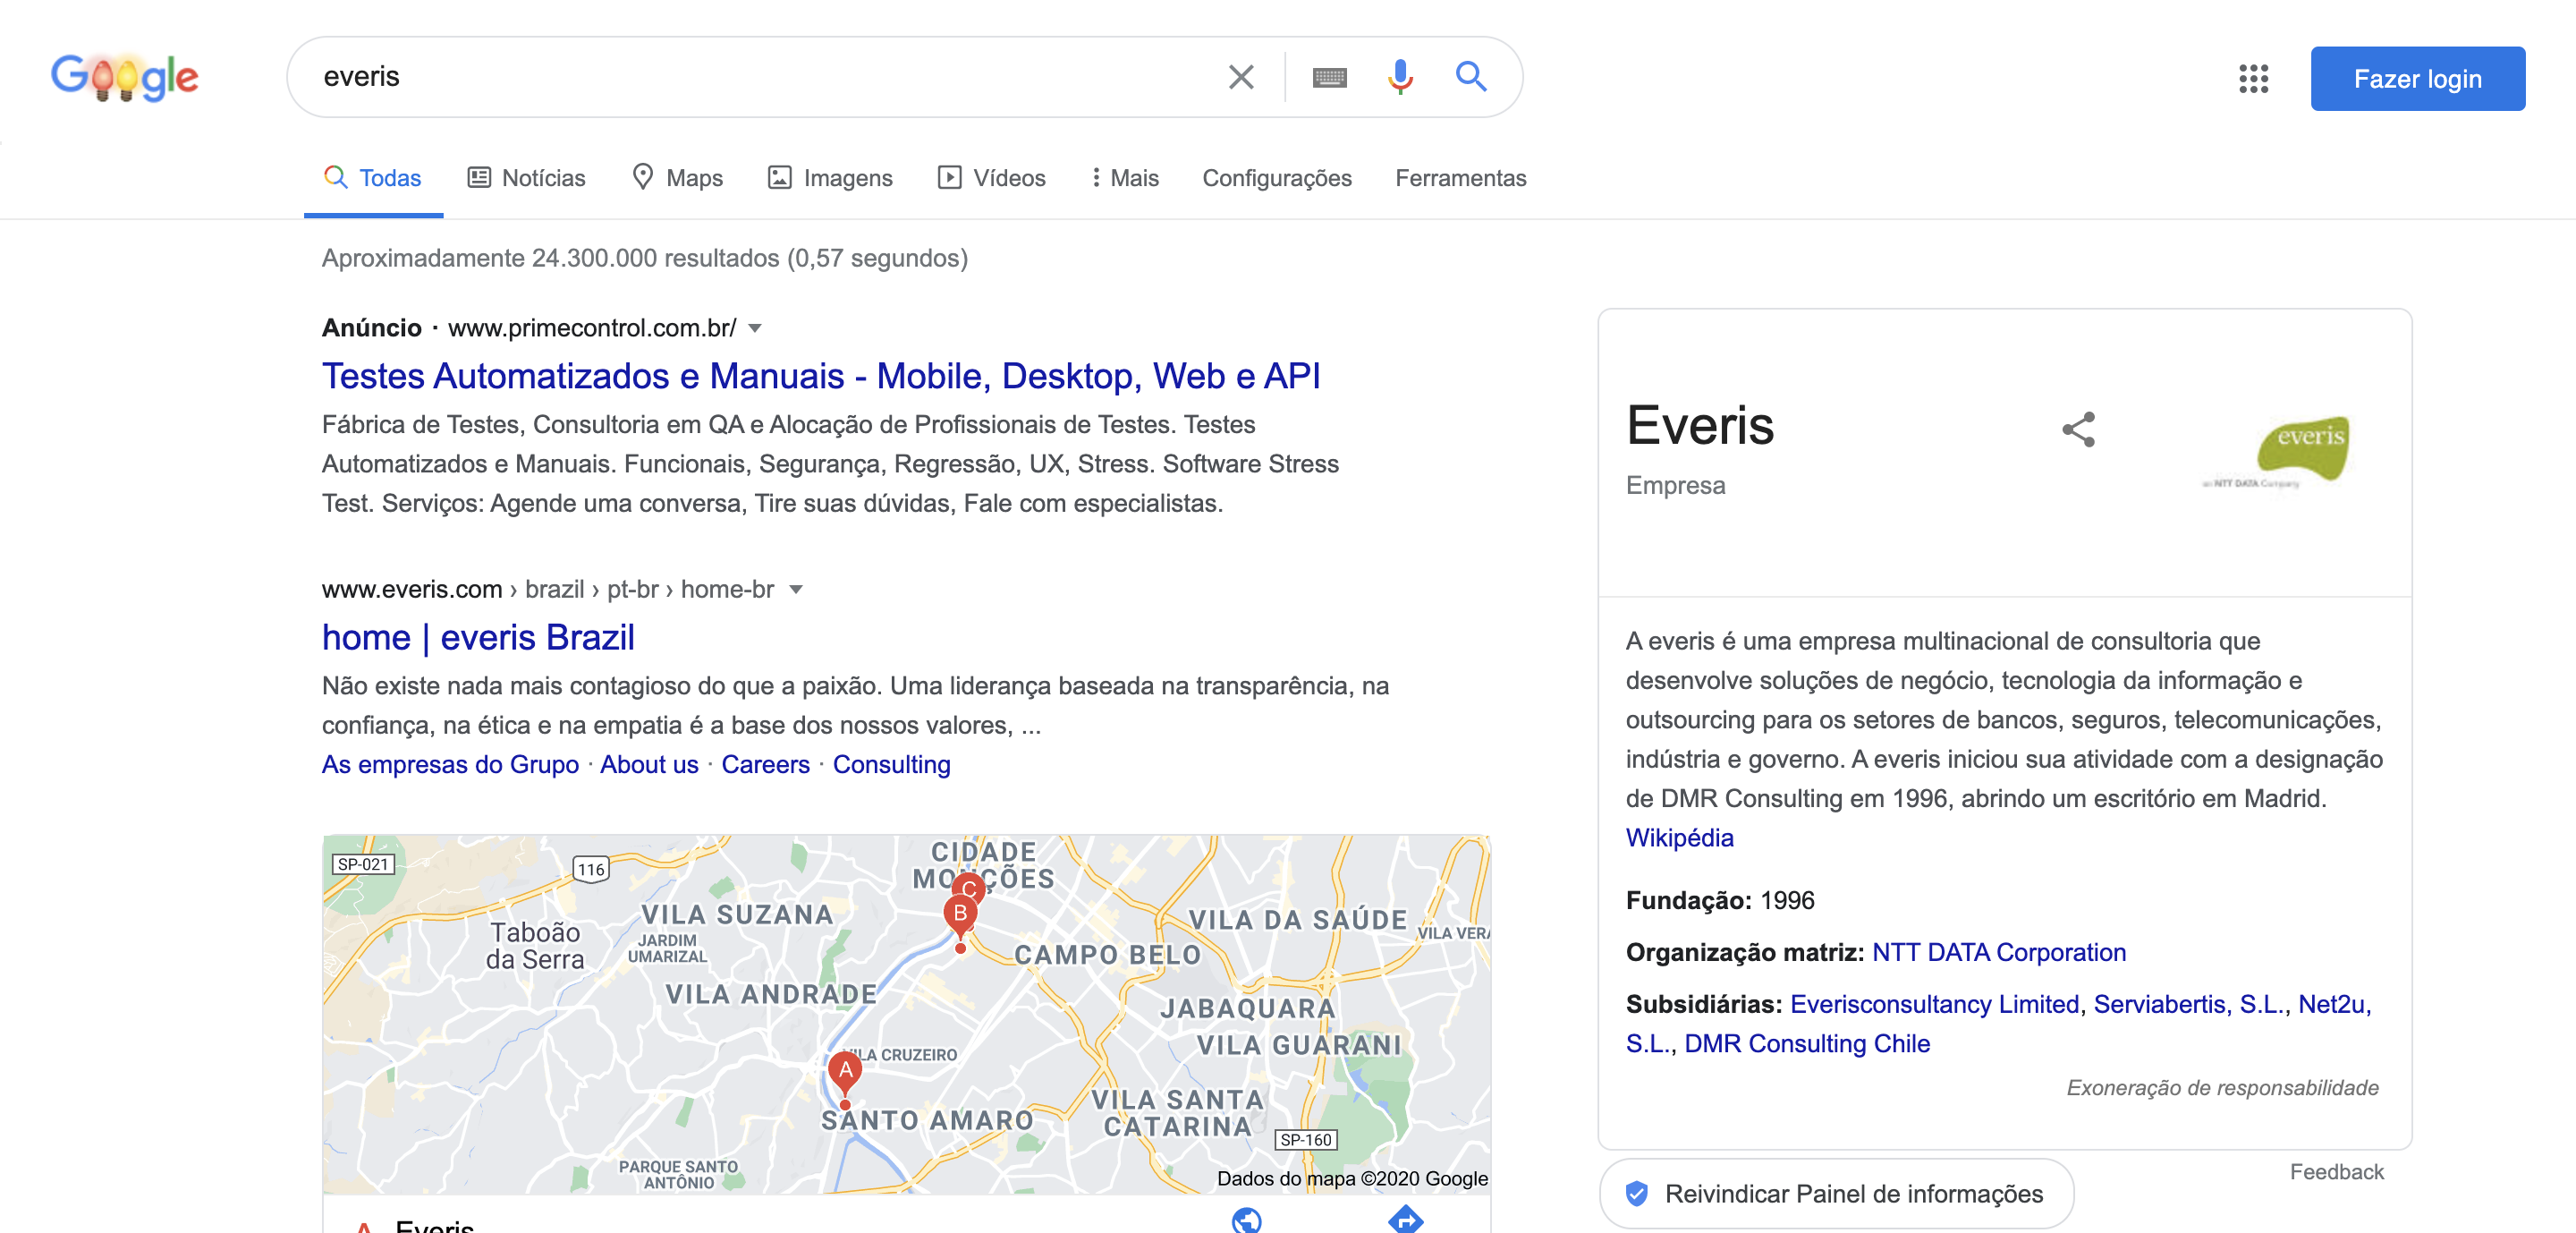 Google
everis
Fazer login
Todas
Notícias
Maps
Imagens
Vídeos
Mais
Configurações
Ferramentas
Aproximadamente 24.300.000 resultados (0,57 segundos)
Anúncio · www.primecontrol.com.br/
Testes Automatizados e Manuais - Mobile, Desktop, Web e API
Fábrica de Testes, Consultoria em QA e Alocação de Profissionais de Testes. Testes
Automatizados e Manuais. Funcionais, Segurança, Regressão, UX, Stress. Software Stress
Test. Serviços: Agende uma conversa, Tire suas dúvidas, Fale com especialistas.
www.everis.com › brazil › pt-br › home-br
home | everis Brazil
Não existe nada mais contagioso do que a paixão. Uma liderança baseada na transparência, na
confiança, na ética e na empatia é a base dos nossos valores, ...
As empresas do Grupo · About us · Careers · Consulting
SP-021
116
CIDADE
MONÇÕES
C
B
VILA SUZANA
VILA DA SAÚDE
VILA VERA
Taboão
da Serra
JARDIM
UMARIZAL
CAMPO BELO
VILA ANDRADE
JABAQUARA
VILA GUARANI
VILA CRUZEIRO
A
SANTO AMARO
VILA SANTA
CATARINA
SP-160
PARQUE SANTO
ANTÔNIO
Dados do mapa ©2020 Google
A Everis
Everis
Empresa
everis
an NTT DATA Company
A everis é uma empresa multinacional de consultoria que
desenvolve soluções de negócio, tecnologia da informação e
outsourcing para os setores de bancos, seguros, telecomunicações,
indústria e governo. A everis iniciou sua atividade com a designação
de DMR Consulting em 1996, abrindo um escritório em Madrid.
Wikipédia
Fundação: 1996
Organização matriz: NTT DATA Corporation
Subsidiárias: Everisconsultancy Limited, Serviabertis, S.L., Net2u,
S.L., DMR Consulting Chile
Exoneração de responsabilidade
Feedback
Reivindicar Painel de informações